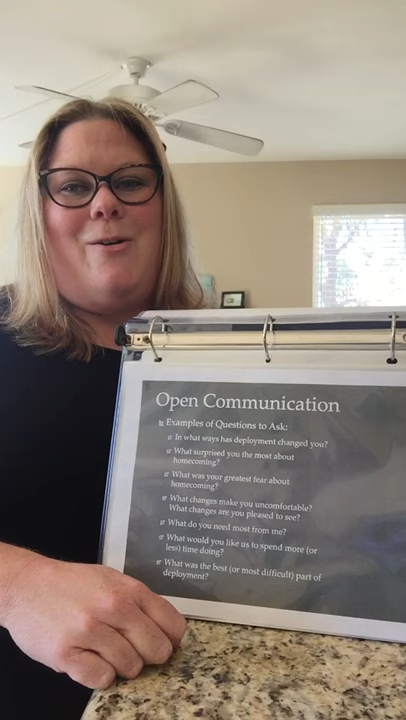 Open Communication
Examples of Questions to Ask:
In what ways has deployment changed you?
What surprised you the most about
homecoming?
What was your greatest fear about
homecoming?
What changes make you uncomfortable?
What changes are you pleased to see?
What do you need most from me?
What would you like us to spend more (or
less) time doing?
What was the best (or most difficult) part of
deployment?